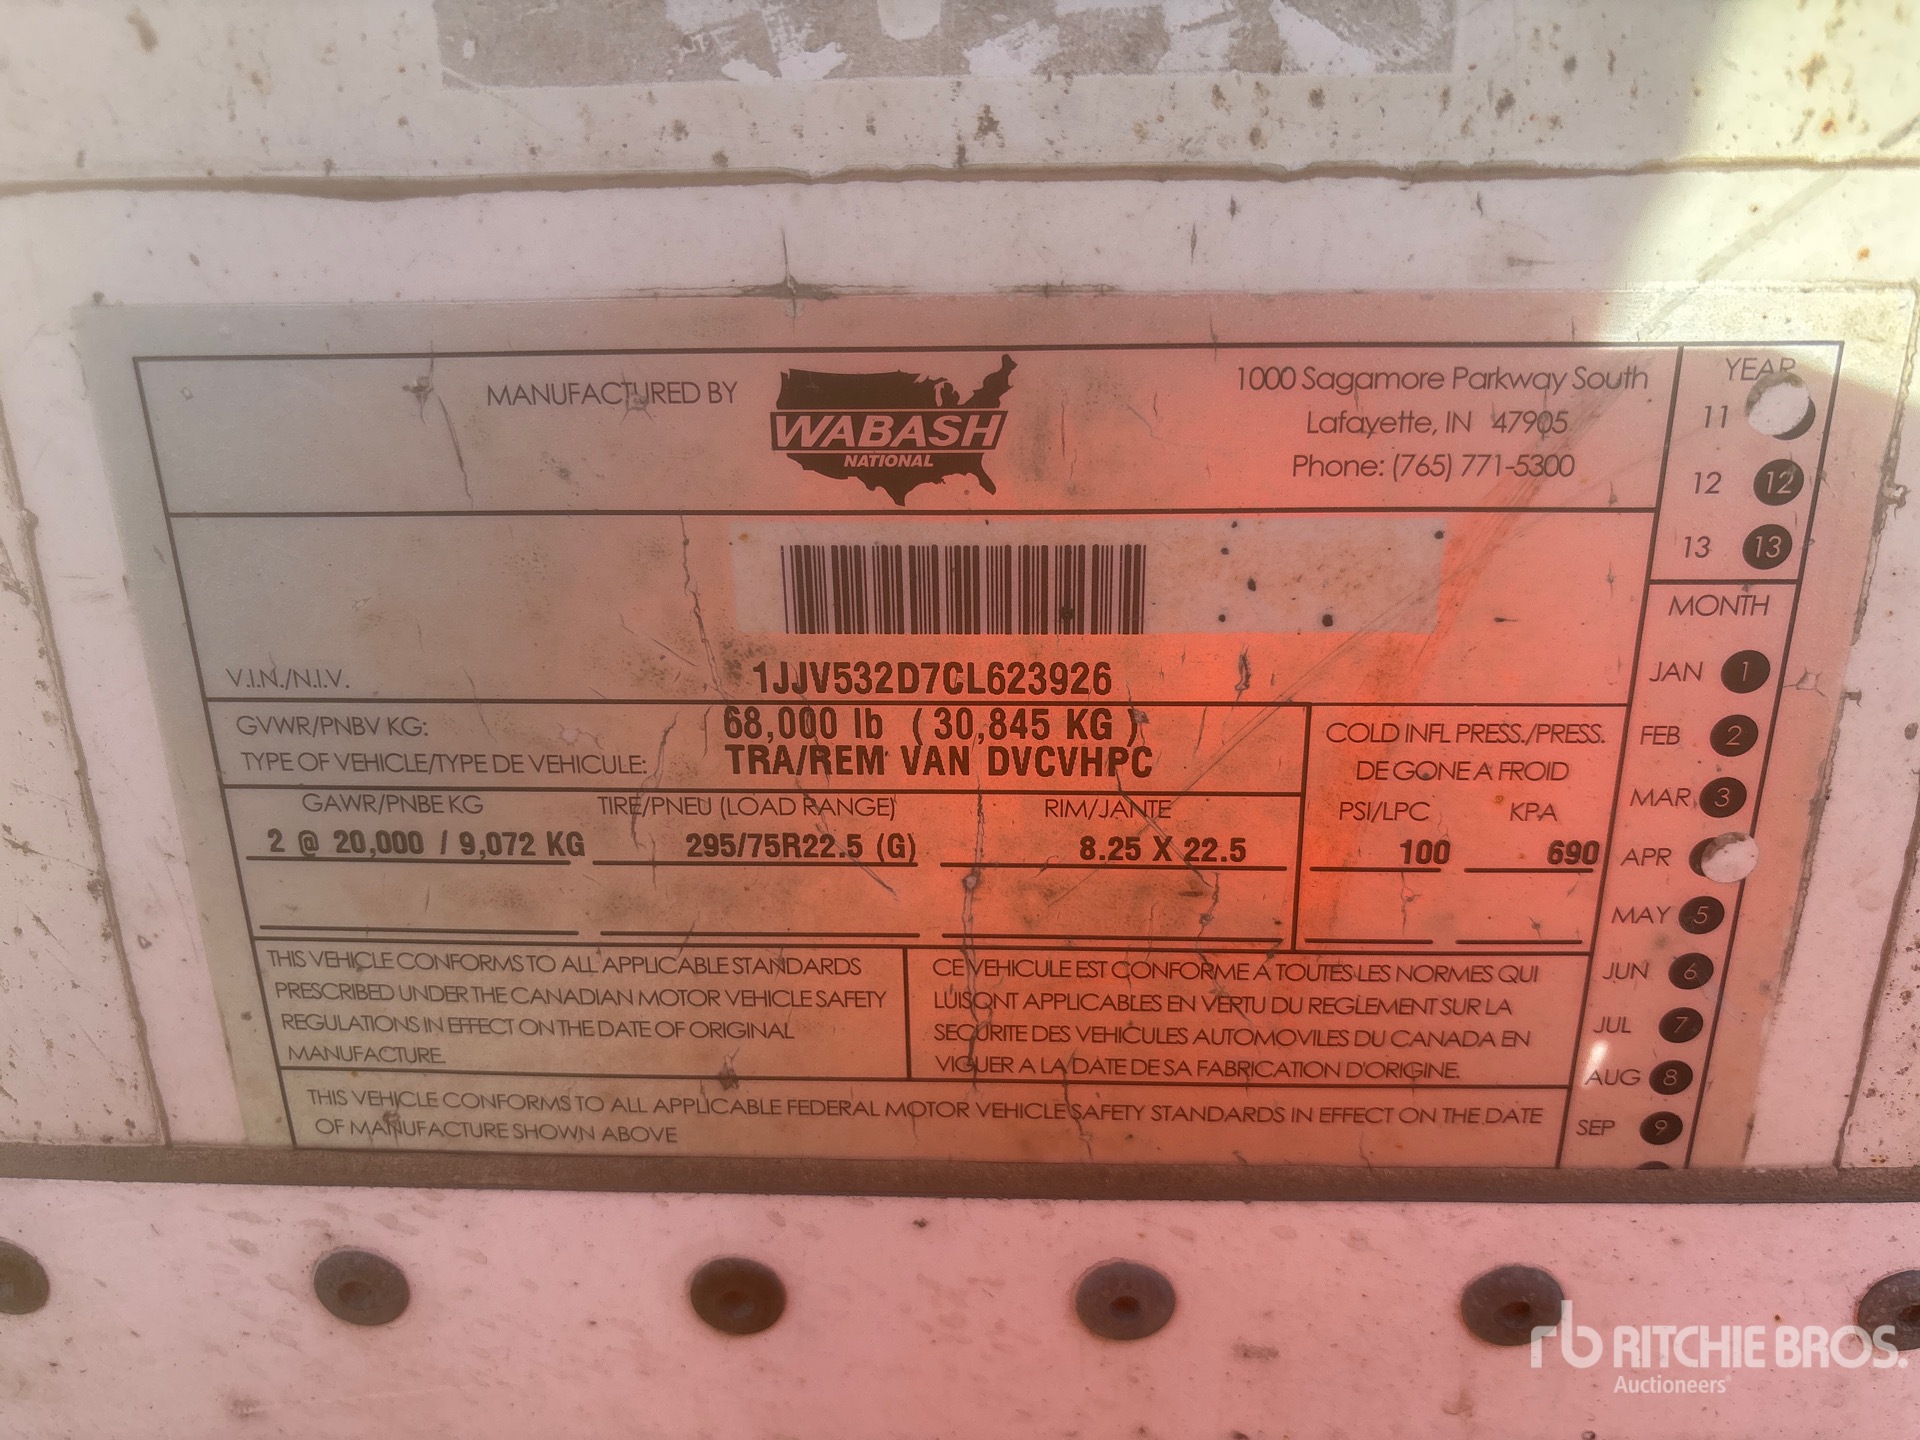 MANUFACTURED BY
WABASH
NATIONAL
1000 Sagamore Parkway South
Lafayette, IN 47905
Phone: (765) 771-5300
V.I.N./N.I.V.
1JJV532D7CL623926
GVWR/PNBV KG:
68,000 lb ( 30,845 KG )
TYPE OF VEHICLE/TYPE DE VEHICULE:
TRA/REM VAN DVCVHPC
COLD INFL PRESS./PRESS.
DE GONE A FROID
GAWR/PNBE KG
TIRE/PNEU (LOAD RANGE)
RIM/JANTE
PSI/LPC
KPA
2 @ 20,000 / 9,072 KG
295/75R22.5 (G)
8.25 X 22.5
100
690
THIS VEHICLE CONFORMS TO ALL APPLICABLE STANDARDS
PRESCRIBED UNDER THE CANADIAN MOTOR VEHICLE SAFETY
REGULATIONS IN EFFECT ON THE DATE OF ORIGINAL
MANUFACTURE.
CE VEHICULE EST CONFORME A TOUTES LES NORMES QUI
LUISONT APPLICABLES EN VERTU DU REGLEMENT SUR LA
SECURITE DES VEHICULES AUTOMOVILES DU CANADA EN
VIGUER A LA DATE DE SA FABRICATION D'ORIGINE.
THIS VEHICLE CONFORMS TO ALL APPLICABLE FEDERAL MOTOR VEHICLE SAFETY STANDARDS IN EFFECT ON THE DATE
OF MANUFACTURE SHOWN ABOVE
YEAR
11
12 12
13 13
MONTH
JAN 1
FEB 2
MAR 3
APR
MAY 5
JUN 6
JUL 7
AUG 8
SEP 9
rb RITCHIE BROS.
Auctioneers